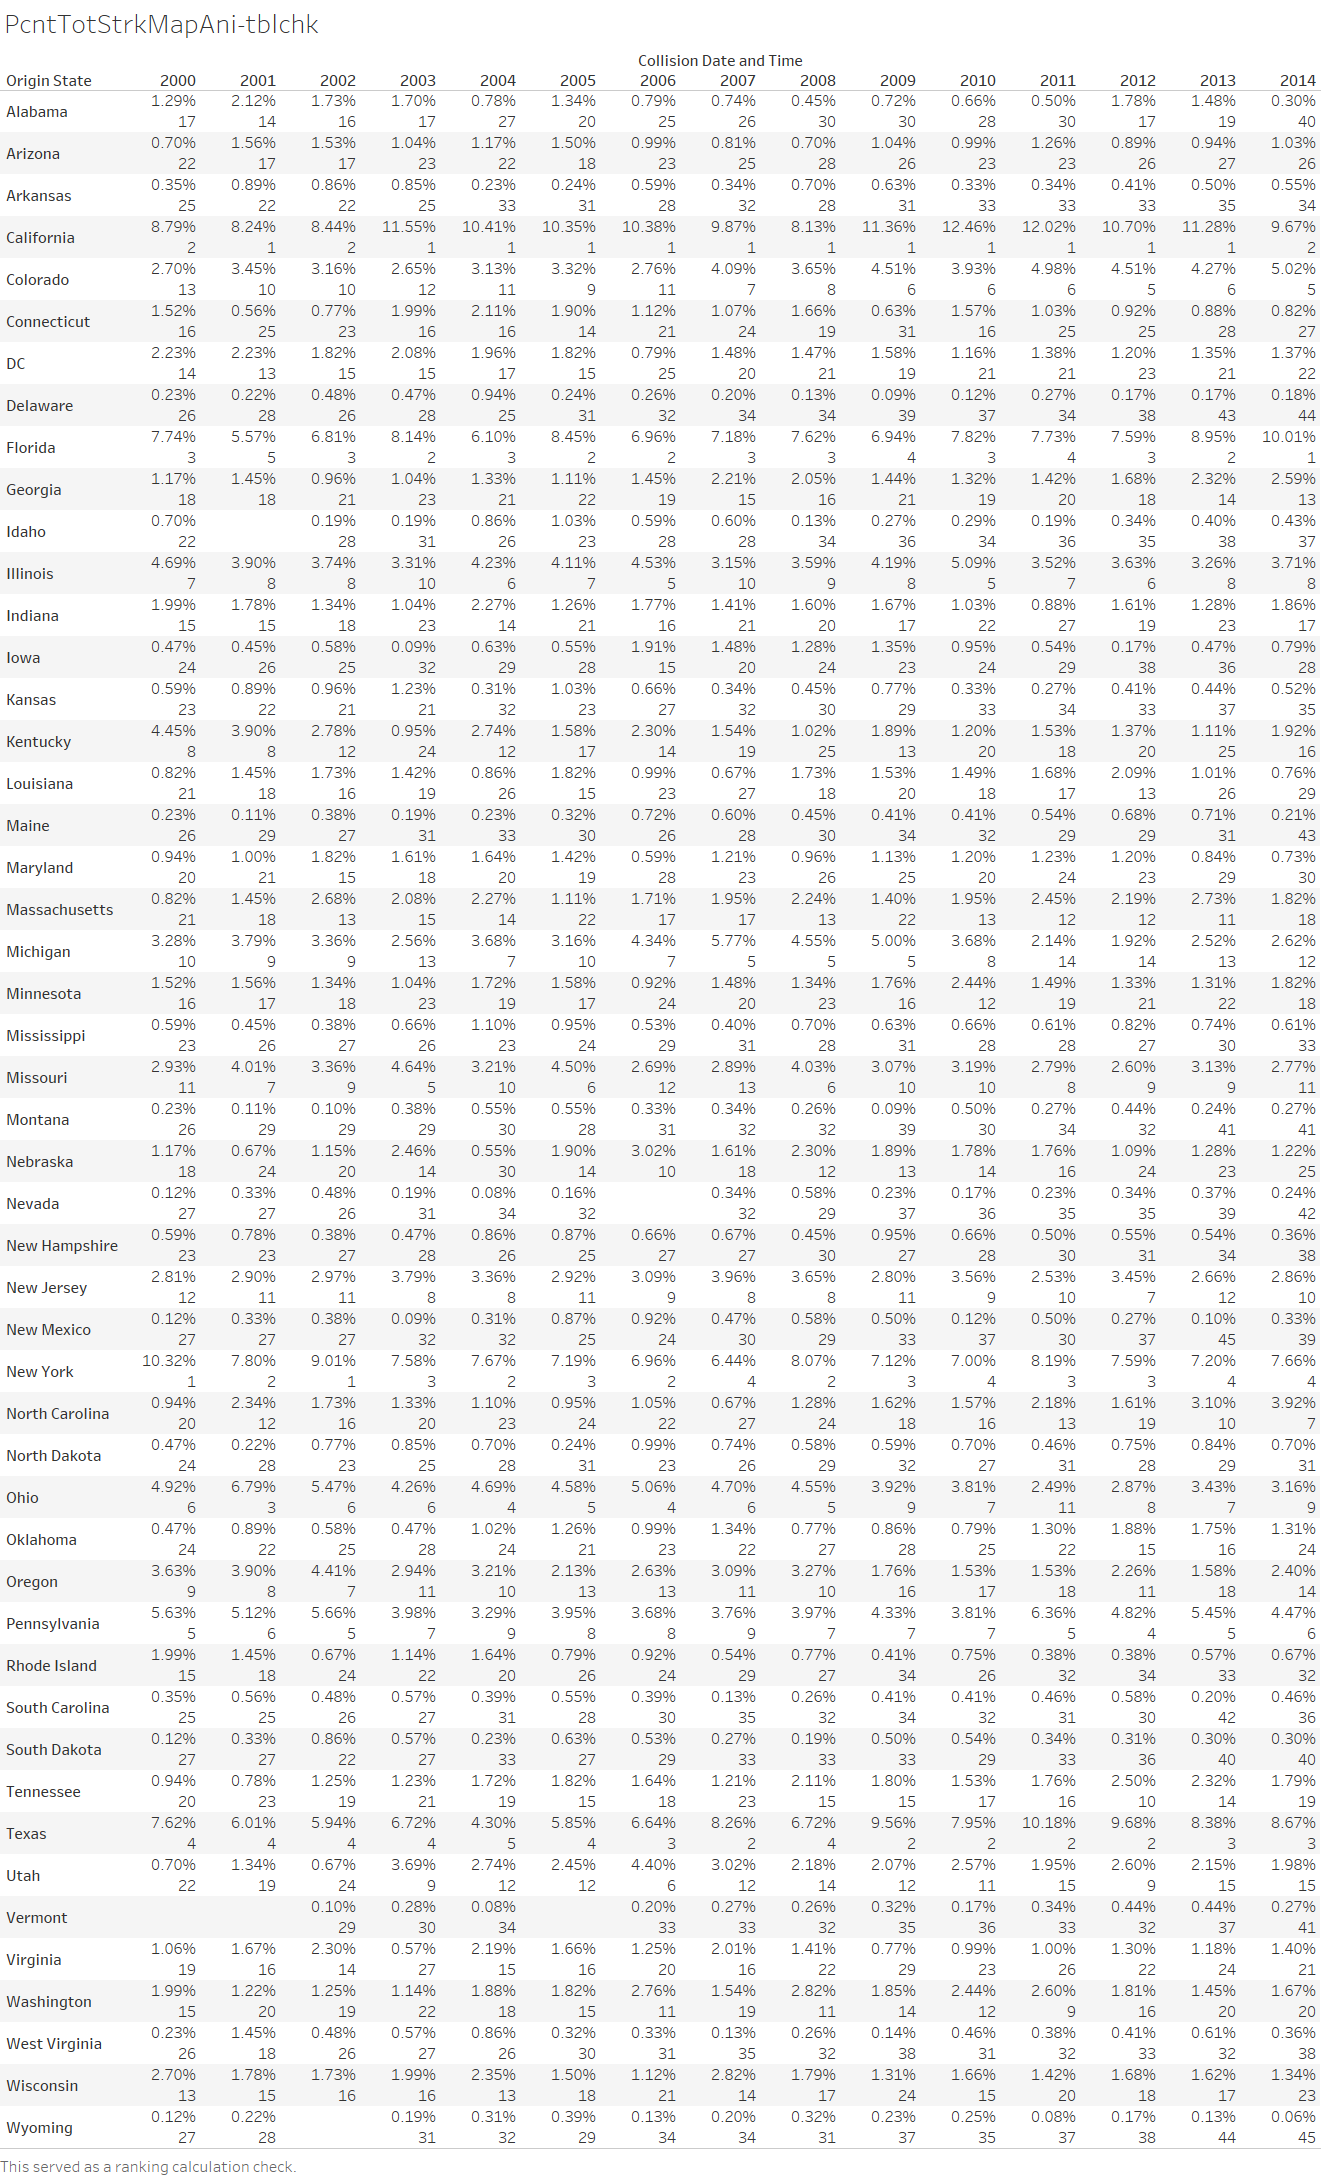 PcntTotStrkMapAni-tblchk
Collision Date and Time
Origin State 2000 2001 2002 2003 2004 2005 2006 2007 2008 2009 2010 2011 2012 2013 2014
Alabama 1.29% 2.12% 1.73% 1.70% 0.78% 1.34% 0.79% 0.74% 0.45% 0.72% 0.66% 0.50% 1.78% 1.48% 0.30%
17 14 16 17 27 20 25 26 30 30 28 30 17 19 40
Arizona 0.70% 1.56% 1.53% 1.04% 1.17% 1.50% 0.99% 0.81% 0.70% 1.04% 0.99% 1.26% 0.89% 0.94% 1.03%
22 17 17 23 22 18 23 25 28 26 23 23 26 27 26
Arkansas 0.35% 0.89% 0.86% 0.85% 0.23% 0.24% 0.59% 0.34% 0.70% 0.63% 0.33% 0.34% 0.41% 0.50% 0.55%
25 22 22 25 33 31 28 32 28 31 33 33 33 35 34
California 8.79% 8.24% 8.44% 11.55% 10.41% 10.35% 10.38% 9.87% 8.13% 11.36% 12.46% 12.02% 10.70% 11.28% 9.67%
2 1 2 1 1 1 1 1 1 1 1 1 1 1 2
Colorado 2.70% 3.45% 3.16% 2.65% 3.13% 3.32% 2.76% 4.09% 3.65% 4.51% 3.93% 4.98% 4.51% 4.27% 5.02%
13 10 10 12 11 9 11 7 8 6 6 6 5 6 5
Connecticut 1.52% 0.56% 0.77% 1.99% 2.11% 1.90% 1.12% 1.07% 1.66% 0.63% 1.57% 1.03% 0.92% 0.88% 0.82%
16 25 23 16 16 14 21 24 19 31 16 25 25 28 27
DC 2.23% 2.23% 1.82% 2.08% 1.96% 1.82% 0.79% 1.48% 1.47% 1.58% 1.16% 1.38% 1.20% 1.35% 1.37%
14 13 15 15 17 15 25 20 21 19 21 21 23 21 22
Delaware 0.23% 0.22% 0.48% 0.47% 0.94% 0.24% 0.26% 0.20% 0.13% 0.09% 0.12% 0.27% 0.17% 0.17% 0.18%
26 28 26 28 25 31 32 34 34 39 37 34 38 43 44
Florida 7.74% 5.57% 6.81% 8.14% 6.10% 8.45% 6.96% 7.18% 7.62% 6.94% 7.82% 7.73% 7.59% 8.95% 10.01%
3 5 3 2 3 2 2 3 3 4 3 4 3 2 1
Georgia 1.17% 1.45% 0.96% 1.04% 1.33% 1.11% 1.45% 2.21% 2.05% 1.44% 1.32% 1.42% 1.68% 2.32% 2.59%
18 18 21 23 21 22 19 15 16 21 19 20 18 14 13
Idaho 0.70% 0.19% 0.19% 0.86% 1.03% 0.59% 0.60% 0.13% 0.27% 0.29% 0.19% 0.34% 0.40% 0.43%
22 28 31 26 23 28 28 34 36 34 36 35 38 37
Illinois 4.69% 3.90% 3.74% 3.31% 4.23% 4.11% 4.53% 3.15% 3.59% 4.19% 5.09% 3.52% 3.63% 3.26% 3.71%
7 8 8 10 6 7 5 10 9 8 5 7 6 8 8
Indiana 1.99% 1.78% 1.34% 1.04% 2.27% 1.26% 1.77% 1.41% 1.60% 1.67% 1.03% 0.88% 1.61% 1.28% 1.86%
15 15 18 23 14 21 16 21 20 17 22 27 19 23 17
Iowa 0.47% 0.45% 0.58% 0.09% 0.63% 0.55% 1.91% 1.48% 1.28% 1.35% 0.95% 0.54% 0.17% 0.47% 0.79%
24 26 25 32 29 28 15 20 24 23 24 29 38 36 28
Kansas 0.59% 0.89% 0.96% 1.23% 0.31% 1.03% 0.66% 0.34% 0.45% 0.77% 0.33% 0.27% 0.41% 0.44% 0.52%
23 22 21 21 32 23 27 32 30 29 33 34 33 37 35
Kentucky 4.45% 3.90% 2.78% 0.95% 2.74% 1.58% 2.30% 1.54% 1.02% 1.89% 1.20% 1.53% 1.37% 1.11% 1.92%
8 8 12 24 12 17 14 19 25 13 20 18 20 25 16
Louisiana 0.82% 1.45% 1.73% 1.42% 0.86% 1.82% 0.99% 0.67% 1.73% 1.53% 1.49% 1.68% 2.09% 1.01% 0.76%
21 18 16 19 26 15 23 27 18 20 18 17 13 26 29
Maine 0.23% 0.11% 0.38% 0.19% 0.23% 0.32% 0.72% 0.60% 0.45% 0.41% 0.41% 0.54% 0.68% 0.71% 0.21%
26 29 27 31 33 30 26 28 30 34 32 29 29 31 43
Maryland 0.94% 1.00% 1.82% 1.61% 1.64% 1.42% 0.59% 1.21% 0.96% 1.13% 1.20% 1.23% 1.20% 0.84% 0.73%
20 21 15 18 20 19 28 23 26 25 20 24 23 29 30
Massachusetts 0.82% 1.45% 2.68% 2.08% 2.27% 1.11% 1.71% 1.95% 2.24% 1.40% 1.95% 2.45% 2.19% 2.73% 1.82%
21 18 13 15 14 22 17 17 13 22 13 12 12 11 18
Michigan 3.28% 3.79% 3.36% 2.56% 3.68% 3.16% 4.34% 5.77% 4.55% 5.00% 3.68% 2.14% 1.92% 2.52% 2.62%
10 9 9 13 7 10 7 5 5 5 8 14 14 13 12
Minnesota 1.52% 1.56% 1.34% 1.04% 1.72% 1.58% 0.92% 1.48% 1.34% 1.76% 2.44% 1.49% 1.33% 1.31% 1.82%
16 17 18 23 19 17 24 20 23 16 12 19 21 22 18
Mississippi 0.59% 0.45% 0.38% 0.66% 1.10% 0.95% 0.53% 0.40% 0.70% 0.63% 0.66% 0.61% 0.82% 0.74% 0.61%
23 26 27 26 23 24 29 31 28 31 28 28 27 30 33
Missouri 2.93% 4.01% 3.36% 4.64% 3.21% 4.50% 2.69% 2.89% 4.03% 3.07% 3.19% 2.79% 2.60% 3.13% 2.77%
11 7 9 5 10 6 12 13 6 10 10 8 9 9 11
Montana 0.23% 0.11% 0.10% 0.38% 0.55% 0.55% 0.33% 0.34% 0.26% 0.09% 0.50% 0.27% 0.44% 0.24% 0.27%
26 29 29 29 30 28 31 32 32 39 30 34 32 41 41
Nebraska 1.17% 0.67% 1.15% 2.46% 0.55% 1.90% 3.02% 1.61% 2.30% 1.89% 1.78% 1.76% 1.09% 1.28% 1.22%
18 24 20 14 30 14 10 18 12 13 14 16 24 23 25
Nevada 0.12% 0.33% 0.48% 0.19% 0.08% 0.16% 0.34% 0.58% 0.23% 0.17% 0.23% 0.34% 0.37% 0.24%
27 27 26 31 34 32 32 29 37 36 35 35 39 42
New Hampshire 0.59% 0.78% 0.38% 0.47% 0.86% 0.87% 0.66% 0.67% 0.45% 0.95% 0.66% 0.50% 0.55% 0.54% 0.36%
23 23 27 28 26 25 27 27 30 27 28 30 31 34 38
New Jersey 2.81% 2.90% 2.97% 3.79% 3.36% 2.92% 3.09% 3.96% 3.65% 2.80% 3.56% 2.53% 3.45% 2.66% 2.86%
12 11 11 8 8 11 9 8 8 11 9 10 7 12 10
New Mexico 0.12% 0.33% 0.38% 0.09% 0.31% 0.87% 0.92% 0.47% 0.58% 0.50% 0.12% 0.50% 0.27% 0.10% 0.33%
27 27 27 32 32 25 24 30 29 33 37 30 37 45 39
New York 10.32% 7.80% 9.01% 7.58% 7.67% 7.19% 6.96% 6.44% 8.07% 7.12% 7.00% 8.19% 7.59% 7.20% 7.66%
1 2 1 3 2 3 2 4 2 3 4 3 3 4 4
North Carolina 0.94% 2.34% 1.73% 1.33% 1.10% 0.95% 1.05% 0.67% 1.28% 1.62% 1.57% 2.18% 1.61% 3.10% 3.92%
20 12 16 20 23 24 22 27 24 18 16 13 19 10 7
North Dakota 0.47% 0.22% 0.77% 0.85% 0.70% 0.24% 0.99% 0.74% 0.58% 0.59% 0.70% 0.46% 0.75% 0.84% 0.70%
24 28 23 25 28 31 23 26 29 32 27 31 28 29 31
Ohio 4.92% 6.79% 5.47% 4.26% 4.69% 4.58% 5.06% 4.70% 4.55% 3.92% 3.81% 2.49% 2.87% 3.43% 3.16%
6 3 6 6 4 5 4 6 5 9 7 11 8 7 9
Oklahoma 0.47% 0.89% 0.58% 0.47% 1.02% 1.26% 0.99% 1.34% 0.77% 0.86% 0.79% 1.30% 1.88% 1.75% 1.31%
24 22 25 28 24 21 23 22 27 28 25 22 15 16 24
Oregon 3.63% 3.90% 4.41% 2.94% 3.21% 2.13% 2.63% 3.09% 3.27% 1.76% 1.53% 1.53% 2.26% 1.58% 2.40%
9 8 7 11 10 13 13 11 10 16 17 18 11 18 14
Pennsylvania 5.63% 5.12% 5.66% 3.98% 3.29% 3.95% 3.68% 3.76% 3.97% 4.33% 3.81% 6.36% 4.82% 5.45% 4.47%
5 6 5 7 9 8 8 9 7 7 7 5 4 5 6
Rhode Island 1.99% 1.45% 0.67% 1.14% 1.64% 0.79% 0.92% 0.54% 0.77% 0.41% 0.75% 0.38% 0.38% 0.57% 0.67%
15 18 24 22 20 26 24 29 27 34 26 32 34 33 32
South Carolina 0.35% 0.56% 0.48% 0.57% 0.39% 0.55% 0.39% 0.13% 0.26% 0.41% 0.41% 0.46% 0.58% 0.20% 0.46%
25 25 26 27 31 28 30 35 32 34 32 31 30 42 36
South Dakota 0.12% 0.33% 0.86% 0.57% 0.23% 0.63% 0.53% 0.27% 0.19% 0.50% 0.54% 0.34% 0.31% 0.30% 0.30%
27 27 22 27 33 27 29 33 33 33 29 33 36 40 40
Tennessee 0.94% 0.78% 1.25% 1.23% 1.72% 1.82% 1.64% 1.21% 2.11% 1.80% 1.53% 1.76% 2.50% 2.32% 1.79%
20 23 19 21 19 15 18 23 15 15 17 16 10 14 19
Texas 7.62% 6.01% 5.94% 6.72% 4.30% 5.85% 6.64% 8.26% 6.72% 9.56% 7.95% 10.18% 9.68% 8.38% 8.67%
4 4 4 4 5 4 3 2 4 2 2 2 2 3 3
Utah 0.70% 1.34% 0.67% 3.69% 2.74% 2.45% 4.40% 3.02% 2.18% 2.07% 2.57% 1.95% 2.60% 2.15% 1.98%
22 19 24 9 12 12 6 12 14 12 11 15 9 15 15
Vermont 0.10% 0.28% 0.08% 0.20% 0.27% 0.26% 0.32% 0.17% 0.34% 0.44% 0.44% 0.27%
29 30 34 33 33 32 35 36 33 32 37 41
Virginia 1.06% 1.67% 2.30% 0.57% 2.19% 1.66% 1.25% 2.01% 1.41% 0.77% 0.99% 1.00% 1.30% 1.18% 1.40%
19 16 14 27 15 16 20 16 22 29 23 26 22 24 21
Washington 1.99% 1.22% 1.25% 1.14% 1.88% 1.82% 2.76% 1.54% 2.82% 1.85% 2.44% 2.60% 1.81% 1.45% 1.67%
15 20 19 22 18 15 11 19 11 14 12 9 16 20 20
West Virginia 0.23% 1.45% 0.48% 0.57% 0.86% 0.32% 0.33% 0.13% 0.26% 0.14% 0.46% 0.38% 0.41% 0.61% 0.36%
26 18 26 27 26 30 31 35 32 38 31 32 33 32 38
Wisconsin 2.70% 1.78% 1.73% 1.99% 2.35% 1.50% 1.12% 2.82% 1.79% 1.31% 1.66% 1.42% 1.68% 1.62% 1.34%
13 15 16 16 13 18 21 14 17 24 15 20 18 17 23
Wyoming 0.12% 0.22% 0.19% 0.31% 0.39% 0.13% 0.20% 0.32% 0.23% 0.25% 0.08% 0.17% 0.13% 0.06%
27 28 31 32 29 34 34 31 37 35 37 38 44 45
This served as a ranking calculation check.